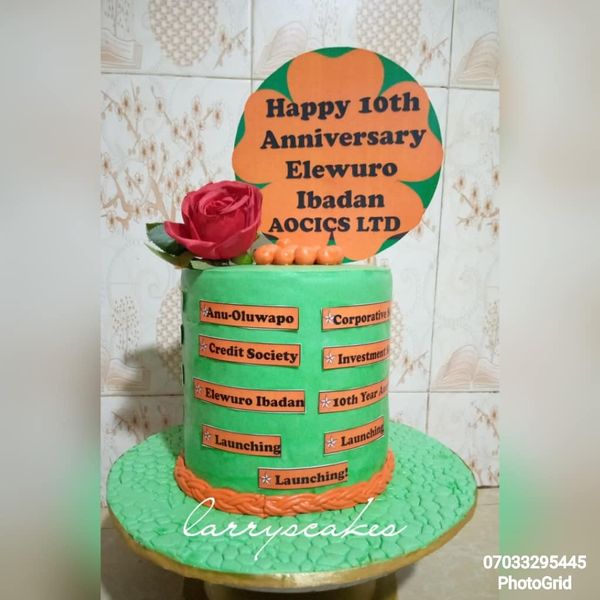 Happy 10th
Anniversary
Elewuro
Ibadan
AOCICS LTD
Anu-Oluwapo
Corporative
Credit Society
Investment
Elewuro Ibadan
10th Year
Launching
Launching
Launching!
larryscakes
07033295445
PhotoGrid